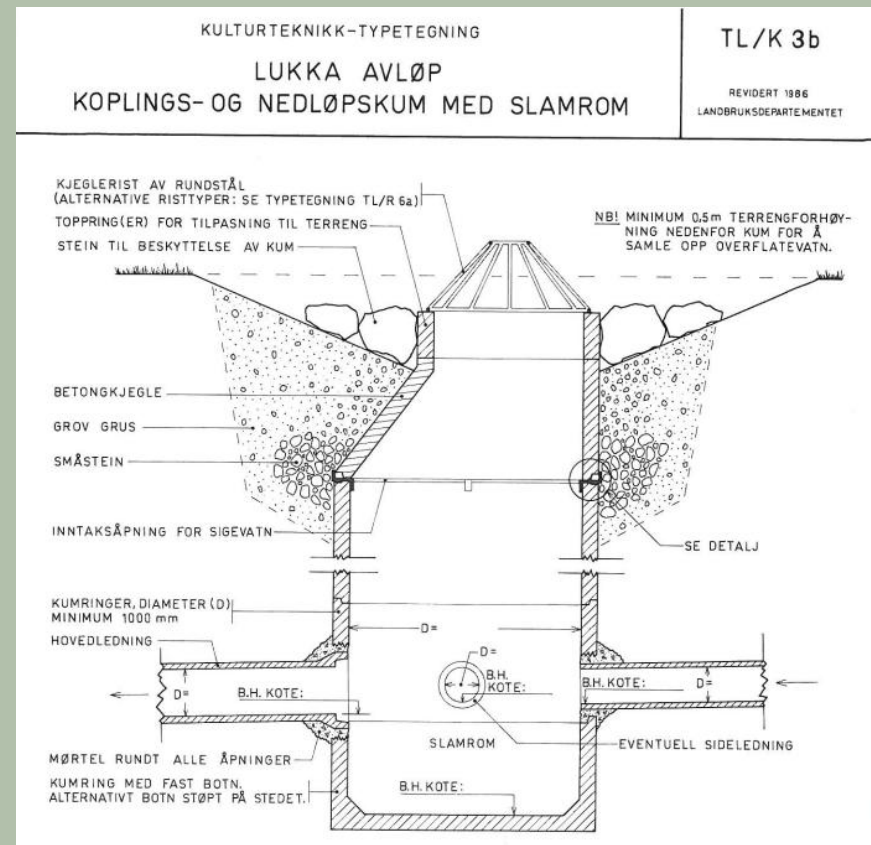 KULTURTEKNIKK-TYPETEGNING
LUKKA AVLØP
KOPLINGS- OG NEDLØPSKUM MED SLAMROM
TL/K 3b
REVIDERT 1986
LANDBRUKSDEPARTEMENTET
KJEGLERIST AV RUNDSTÅL
(ALTERNATIVE RISTTYPER: SE TYPETEGNING TL/R 6a)
TOPPRING(ER) FOR TILPASNING TIL TERRENG
STEIN TIL BESKYTTELSE AV KUM
NB! MINIMUM 0,5m TERRENGFORHØY-
NING NEDENFOR KUM FOR Å
SAMLE OPP OVERFLATEVATN.
BETONGKJEGLE
GROV GRUS
SMÅSTEIN
INNTAKSÅPNING FOR SIGEVATN
SE DETALJ
KUMRINGER, DIAMETER (D)
MINIMUM 1000 mm
HOVEDLEDNING
D=
D=
B.H. KOTE:
D=
B.H.
KOTE:
B.H. KOTE:
D=
SLAMROM
EVENTUELL SIDELEDNING
MØRTEL RUNDT ALLE ÅPNINGER
KUMRING MED FAST BOTN.
ALTERNATIVT BOTN STØPT PÅ STEDET.
B.H. KOTE: